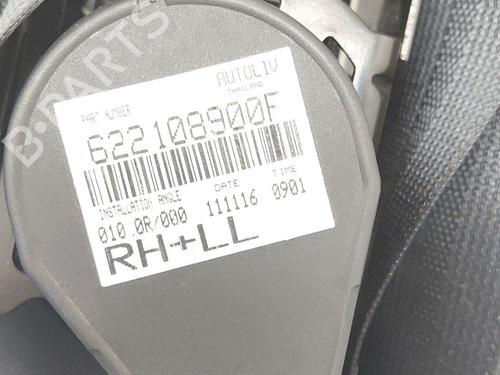 B-PARTS
AUTOLIV
THAILAND
PART NUMBER
622108900F
INSTALLATION ANGLE DATE TIME
010.0R/000 111116 0901
RH+LL